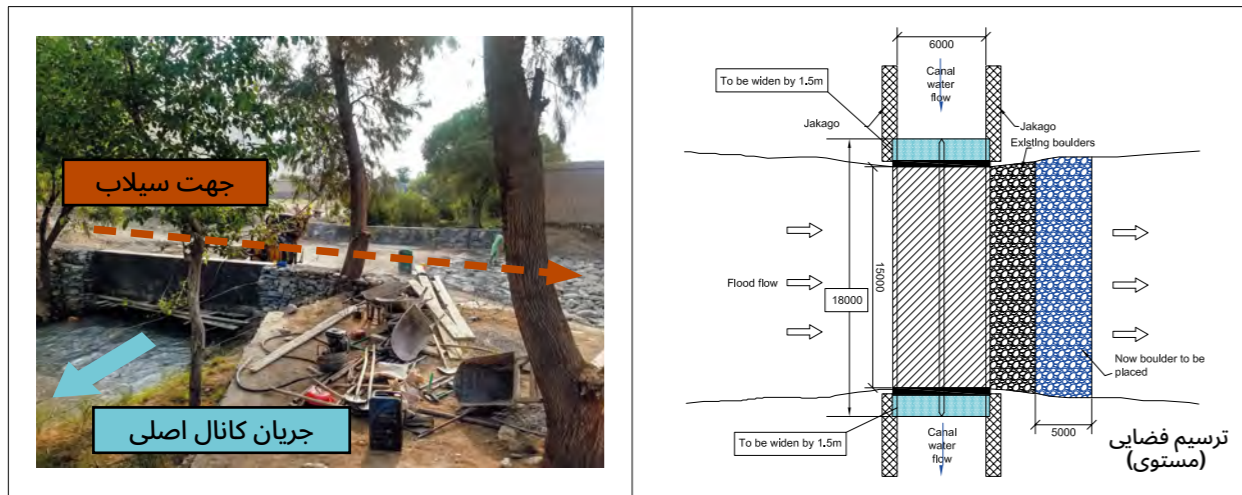 جهت سیلاب
جریان کانال اصلی
6000
To be widen by 1.5m
Canal
water
flow
Jakago
Jakago
Existing boulders
Flood flow
18000
15000
Now boulder to be
placed
To be widen by 1.5m
Canal
water
flow
5000
ترسیم فضایی
(مستوی)